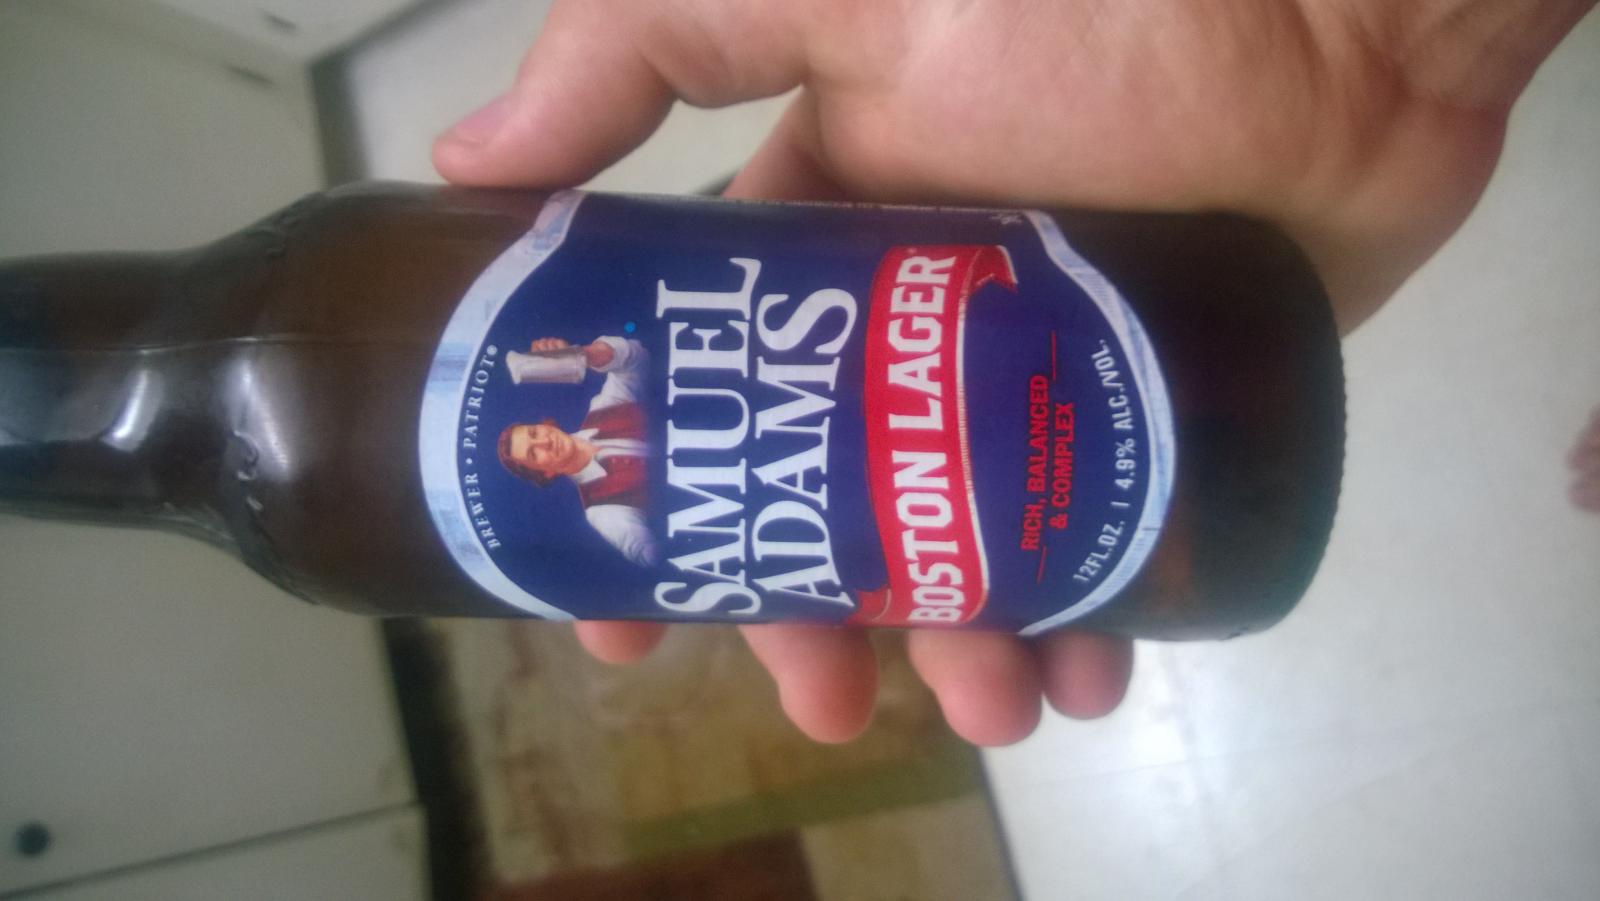 BREWER • PATRIOT®
SAMUEL
ADAMS
BOSTON LAGER
RICH, BALANCED
& COMPLEX
12FL.OZ. | 4.9% ALC./VOL.